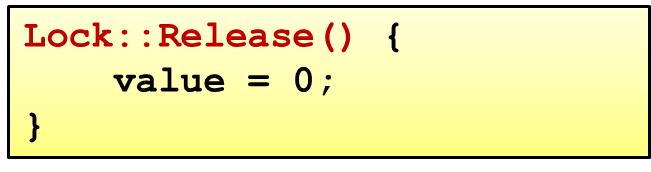 Lock::Release() {
    value = 0;
}